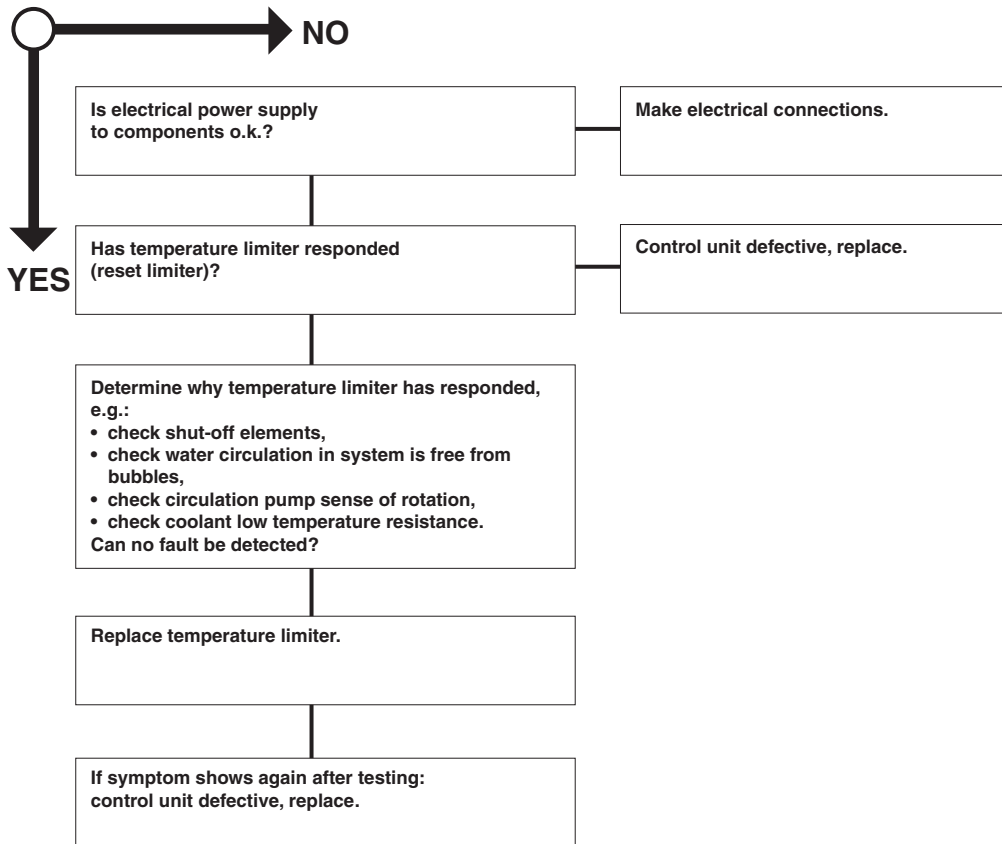 NO
Is electrical power supply
to components o.k.?
Make electrical connections.
YES
Has temperature limiter responded
(reset limiter)?
Control unit defective, replace.
Determine why temperature limiter has responded,
e.g.:
• check shut-off elements,
• check water circulation in system is free from
bubbles,
• check circulation pump sense of rotation,
• check coolant low temperature resistance.
Can no fault be detected?
Replace temperature limiter.
If symptom shows again after testing:
control unit defective, replace.